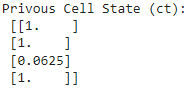 Privous Cell State (ct):
[[1.    ]
[1.    ]
[0.0625]
[1.    ]]